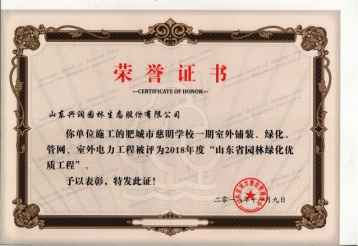 荣誉证书
—CERTIFICATE OF HONOR—
山东兴润园林生态股份有限公司
你单位施工的肥城市慈明学校一期室外铺装、绿化、
管网、室外电力工程被评为2018年度“山东省园林绿化优
质工程”。
予以表彰，特发此证！